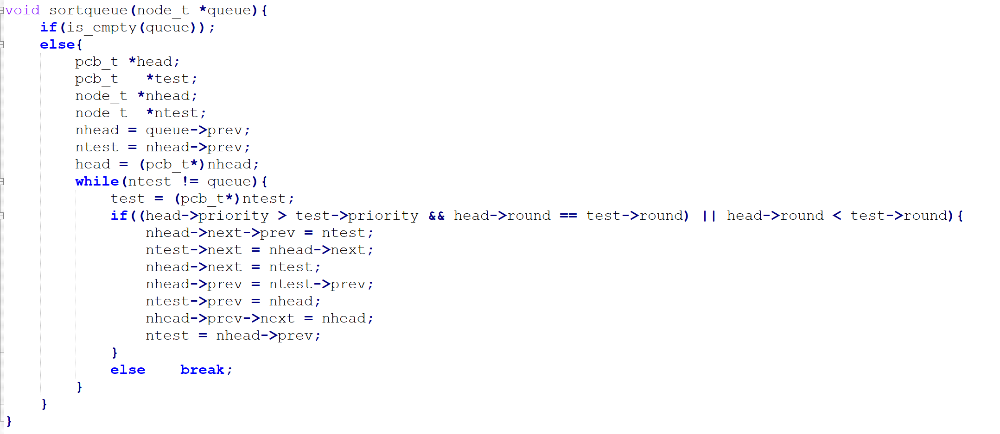 void sortqueue(node_t *queue){
    if(is_empty(queue));
    else{
        pcb_t *head;
        pcb_t   *test;
        node_t *nhead;
        node_t  *ntest;
        nhead = queue->prev;
        ntest = nhead->prev;
        head = (pcb_t*)nhead;
        while(ntest != queue){
            test = (pcb_t*)ntest;
            if((head->priority > test->priority && head->round == test->round) || head->round < test->round){
                nhead->next->prev = ntest;
                ntest->next = nhead->next;
                nhead->next = ntest;
                nhead->prev = ntest->prev;
                ntest->prev = nhead;
                nhead->prev->next = nhead;
                ntest = nhead->prev;
            }
            else    break;
        }
    }
}